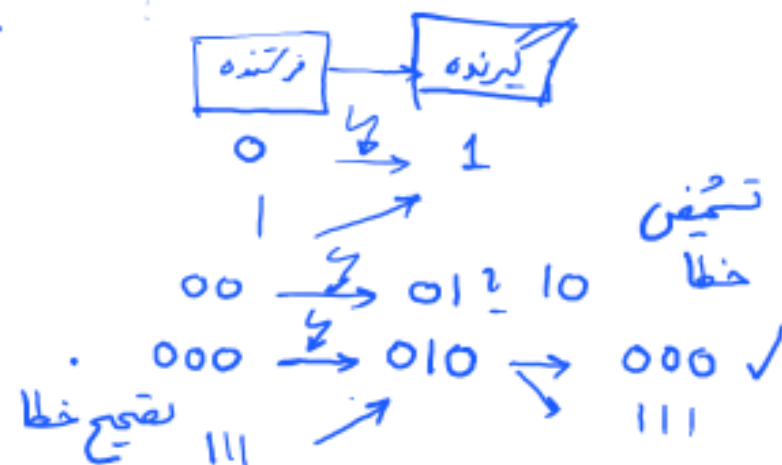 فرستنده → گیرنده
0 → 1
1
تشخیص
خطا
00 → 01 یا 10
000 → 010 → 000 ✓
تصحیح خطا
111 111